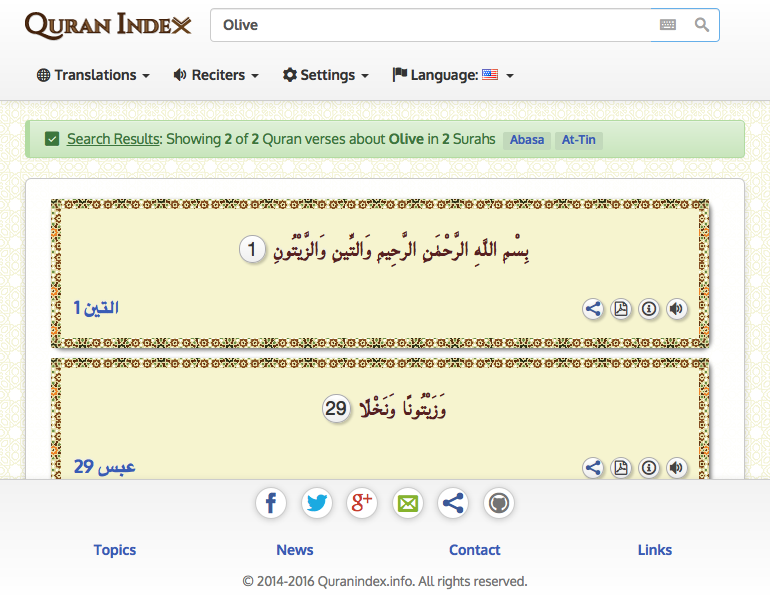 QURAN INDEX
Olive
Translations Reciters Settings Language:
Search Results: Showing 2 of 2 Quran verses about Olive in 2 Surahs Abasa At-Tin
بِسْمِ اللَّهِ الرَّحْمَٰنِ الرَّحِيمِ وَالتِّينِ وَالزَّيْتُونِ 1
التين 1
وَزَيْتُونًا وَنَخْلًا 29
عبس 29
f g+
Topics News Contact Links
© 2014-2016 Quranindex.info. All rights reserved.